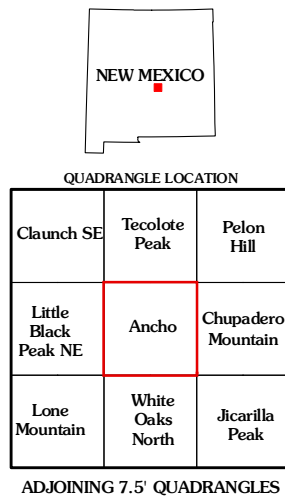 NEW MEXICO
QUADRANGLE LOCATION
Claunch SE
Tecolote
Peak
Pelon
Hill
Little
Black
Peak NE
Ancho
Chupadero
Mountain
Lone
Mountain
White
Oaks
North
Jicarilla
Peak
ADJOINING 7.5' QUADRANGLES